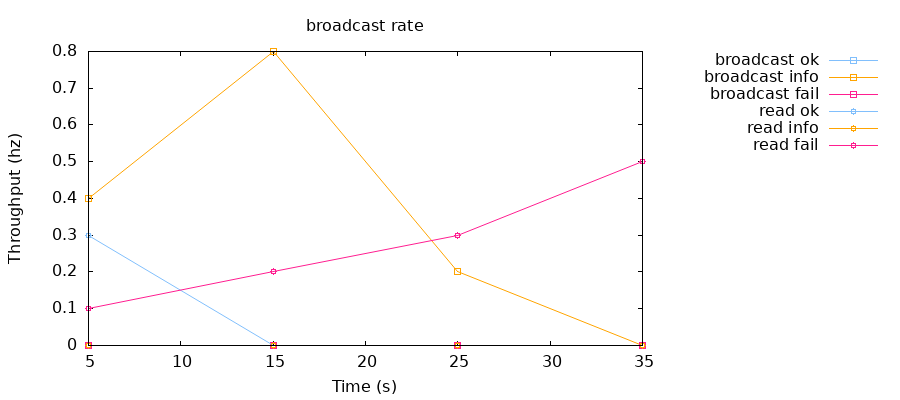 broadcast rate
0.8
0.7
0.6
0.5
0.4
0.3
0.2
0.1
0
5
10
15
20
25
30
35
Throughput (hz)
Time (s)
broadcast ok
broadcast info
broadcast fail
read ok
read info
read fail